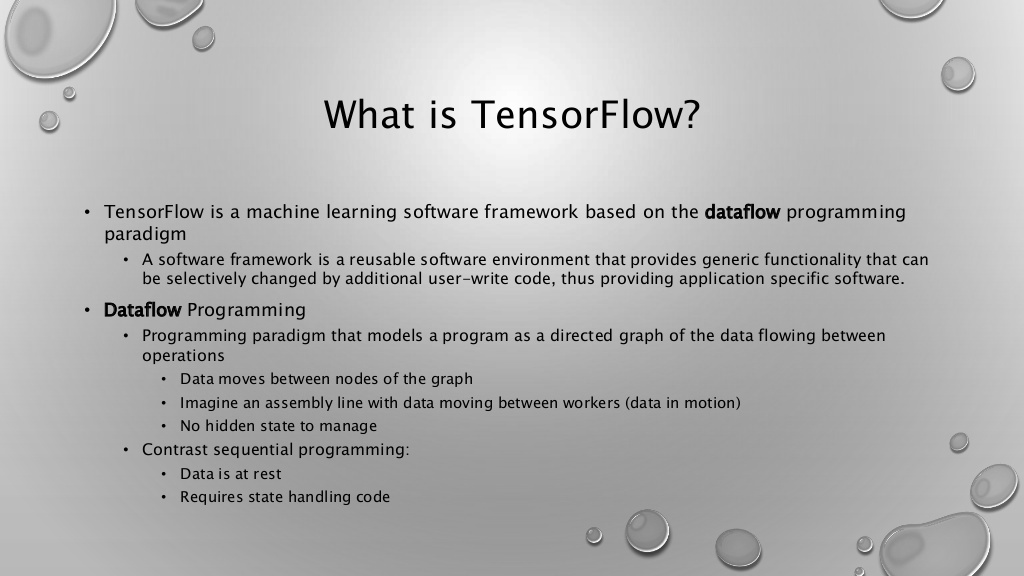 What is TensorFlow?
• TensorFlow is a machine learning software framework based on the dataflow programming
paradigm
• A software framework is a reusable software environment that provides generic functionality that can
be selectively changed by additional user-write code, thus providing application specific software.
• Dataflow Programming
• Programming paradigm that models a program as a directed graph of the data flowing between
operations
• Data moves between nodes of the graph
• Imagine an assembly line with data moving between workers (data in motion)
• No hidden state to manage
• Contrast sequential programming:
• Data is at rest
• Requires state handling code